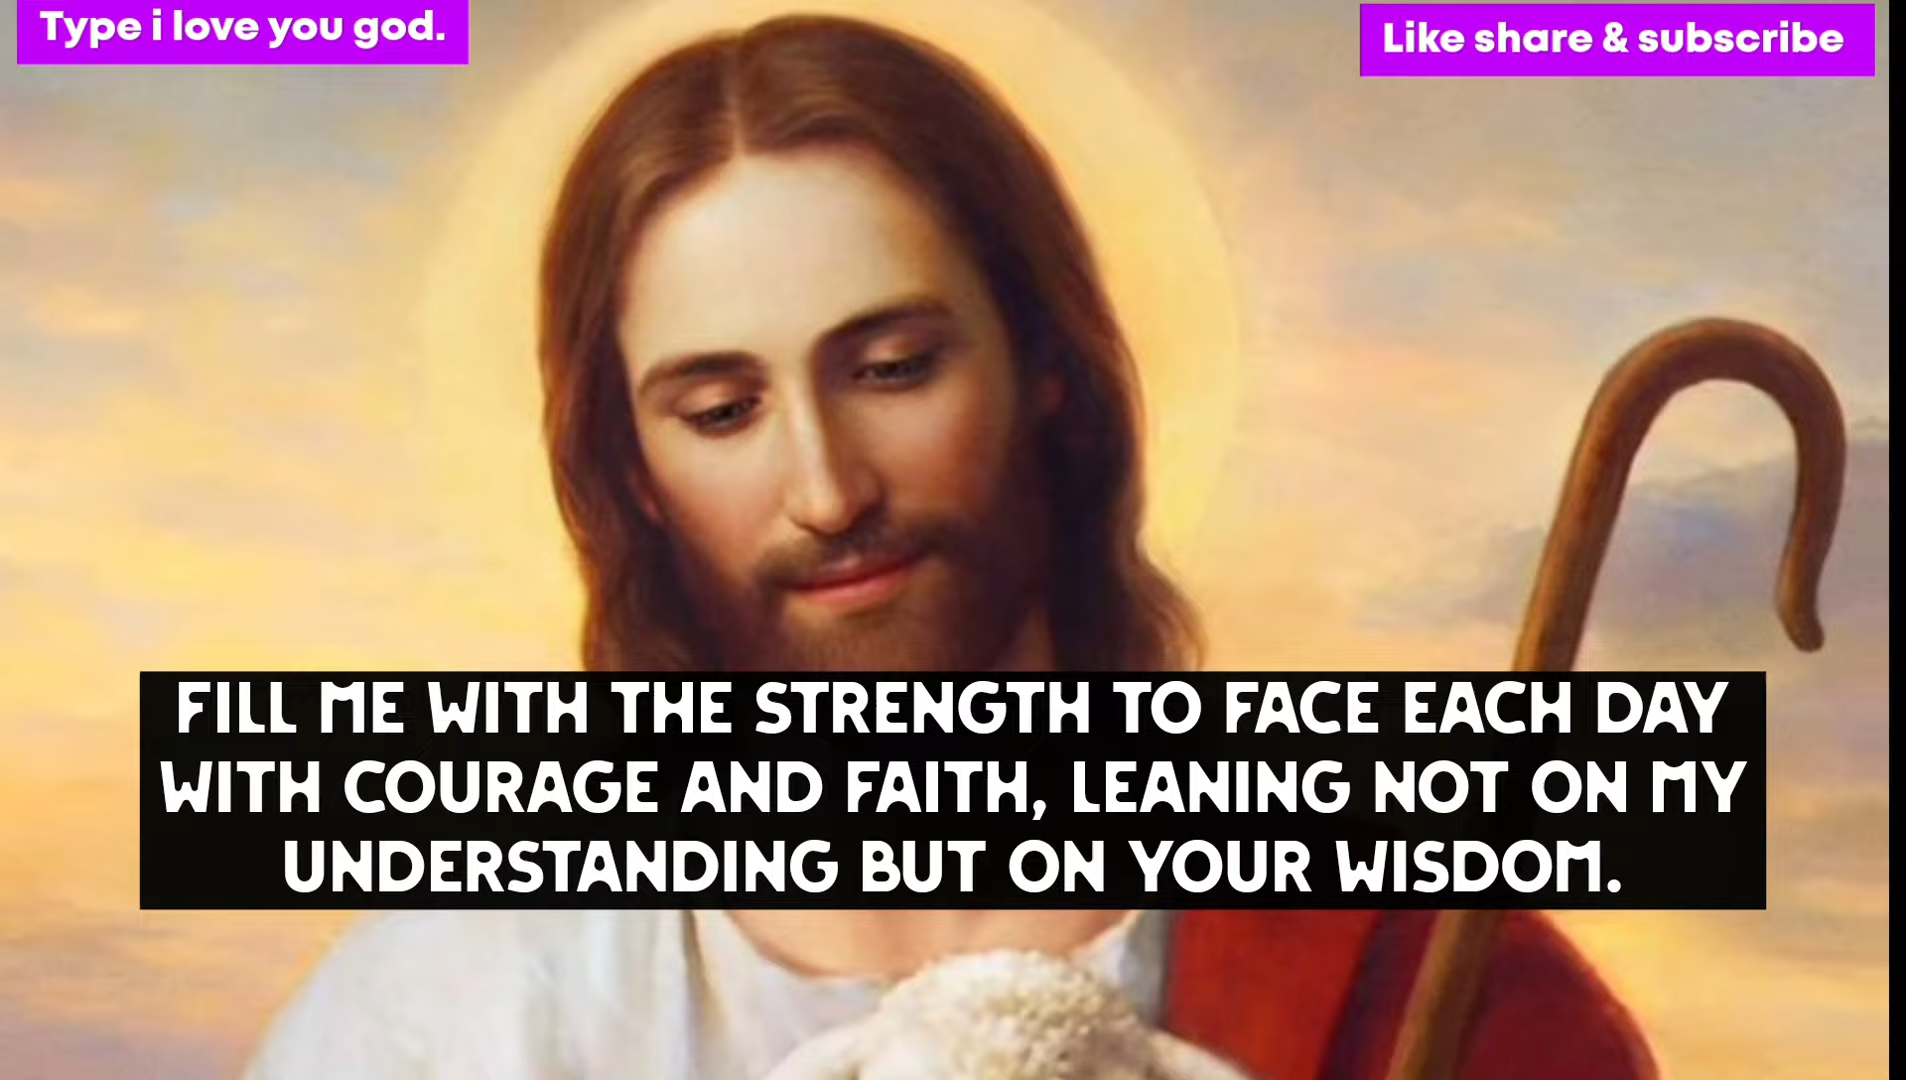 Type i love you god.
Like share & subscribe
FILL ME WITH THE STRENGTH TO FACE EACH DAY
WITH COURAGE AND FAITH, LEANING NOT ON MY
UNDERSTANDING BUT ON YOUR WISDOM.